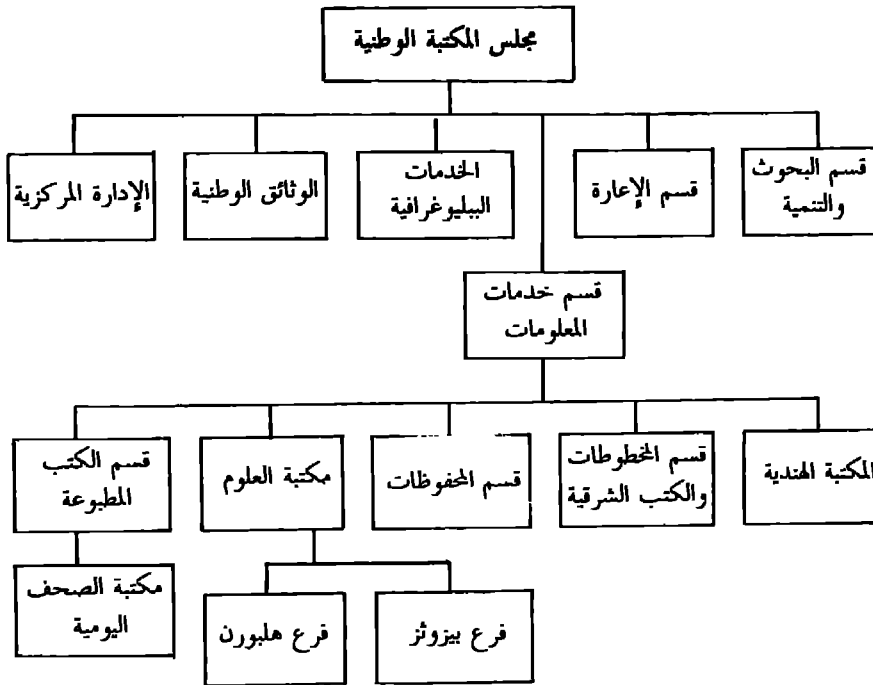 مجلس المكتبة الوطنية
قسم البحوث
والتنمية
قسم الإعارة
الخدمات
الببليوغرافية
الوثائق الوطنية
الإدارة المركزية
قسم خدمات
المعلومات
المكتبة الهندية
قسم المخطوطات
والكتب الشرقية
قسم المحفوظات
مكتبة العلوم
قسم الكتب
المطبوعة
فرع بيزوثز
فرع هلبورن
مكتبة الصحف
اليومية